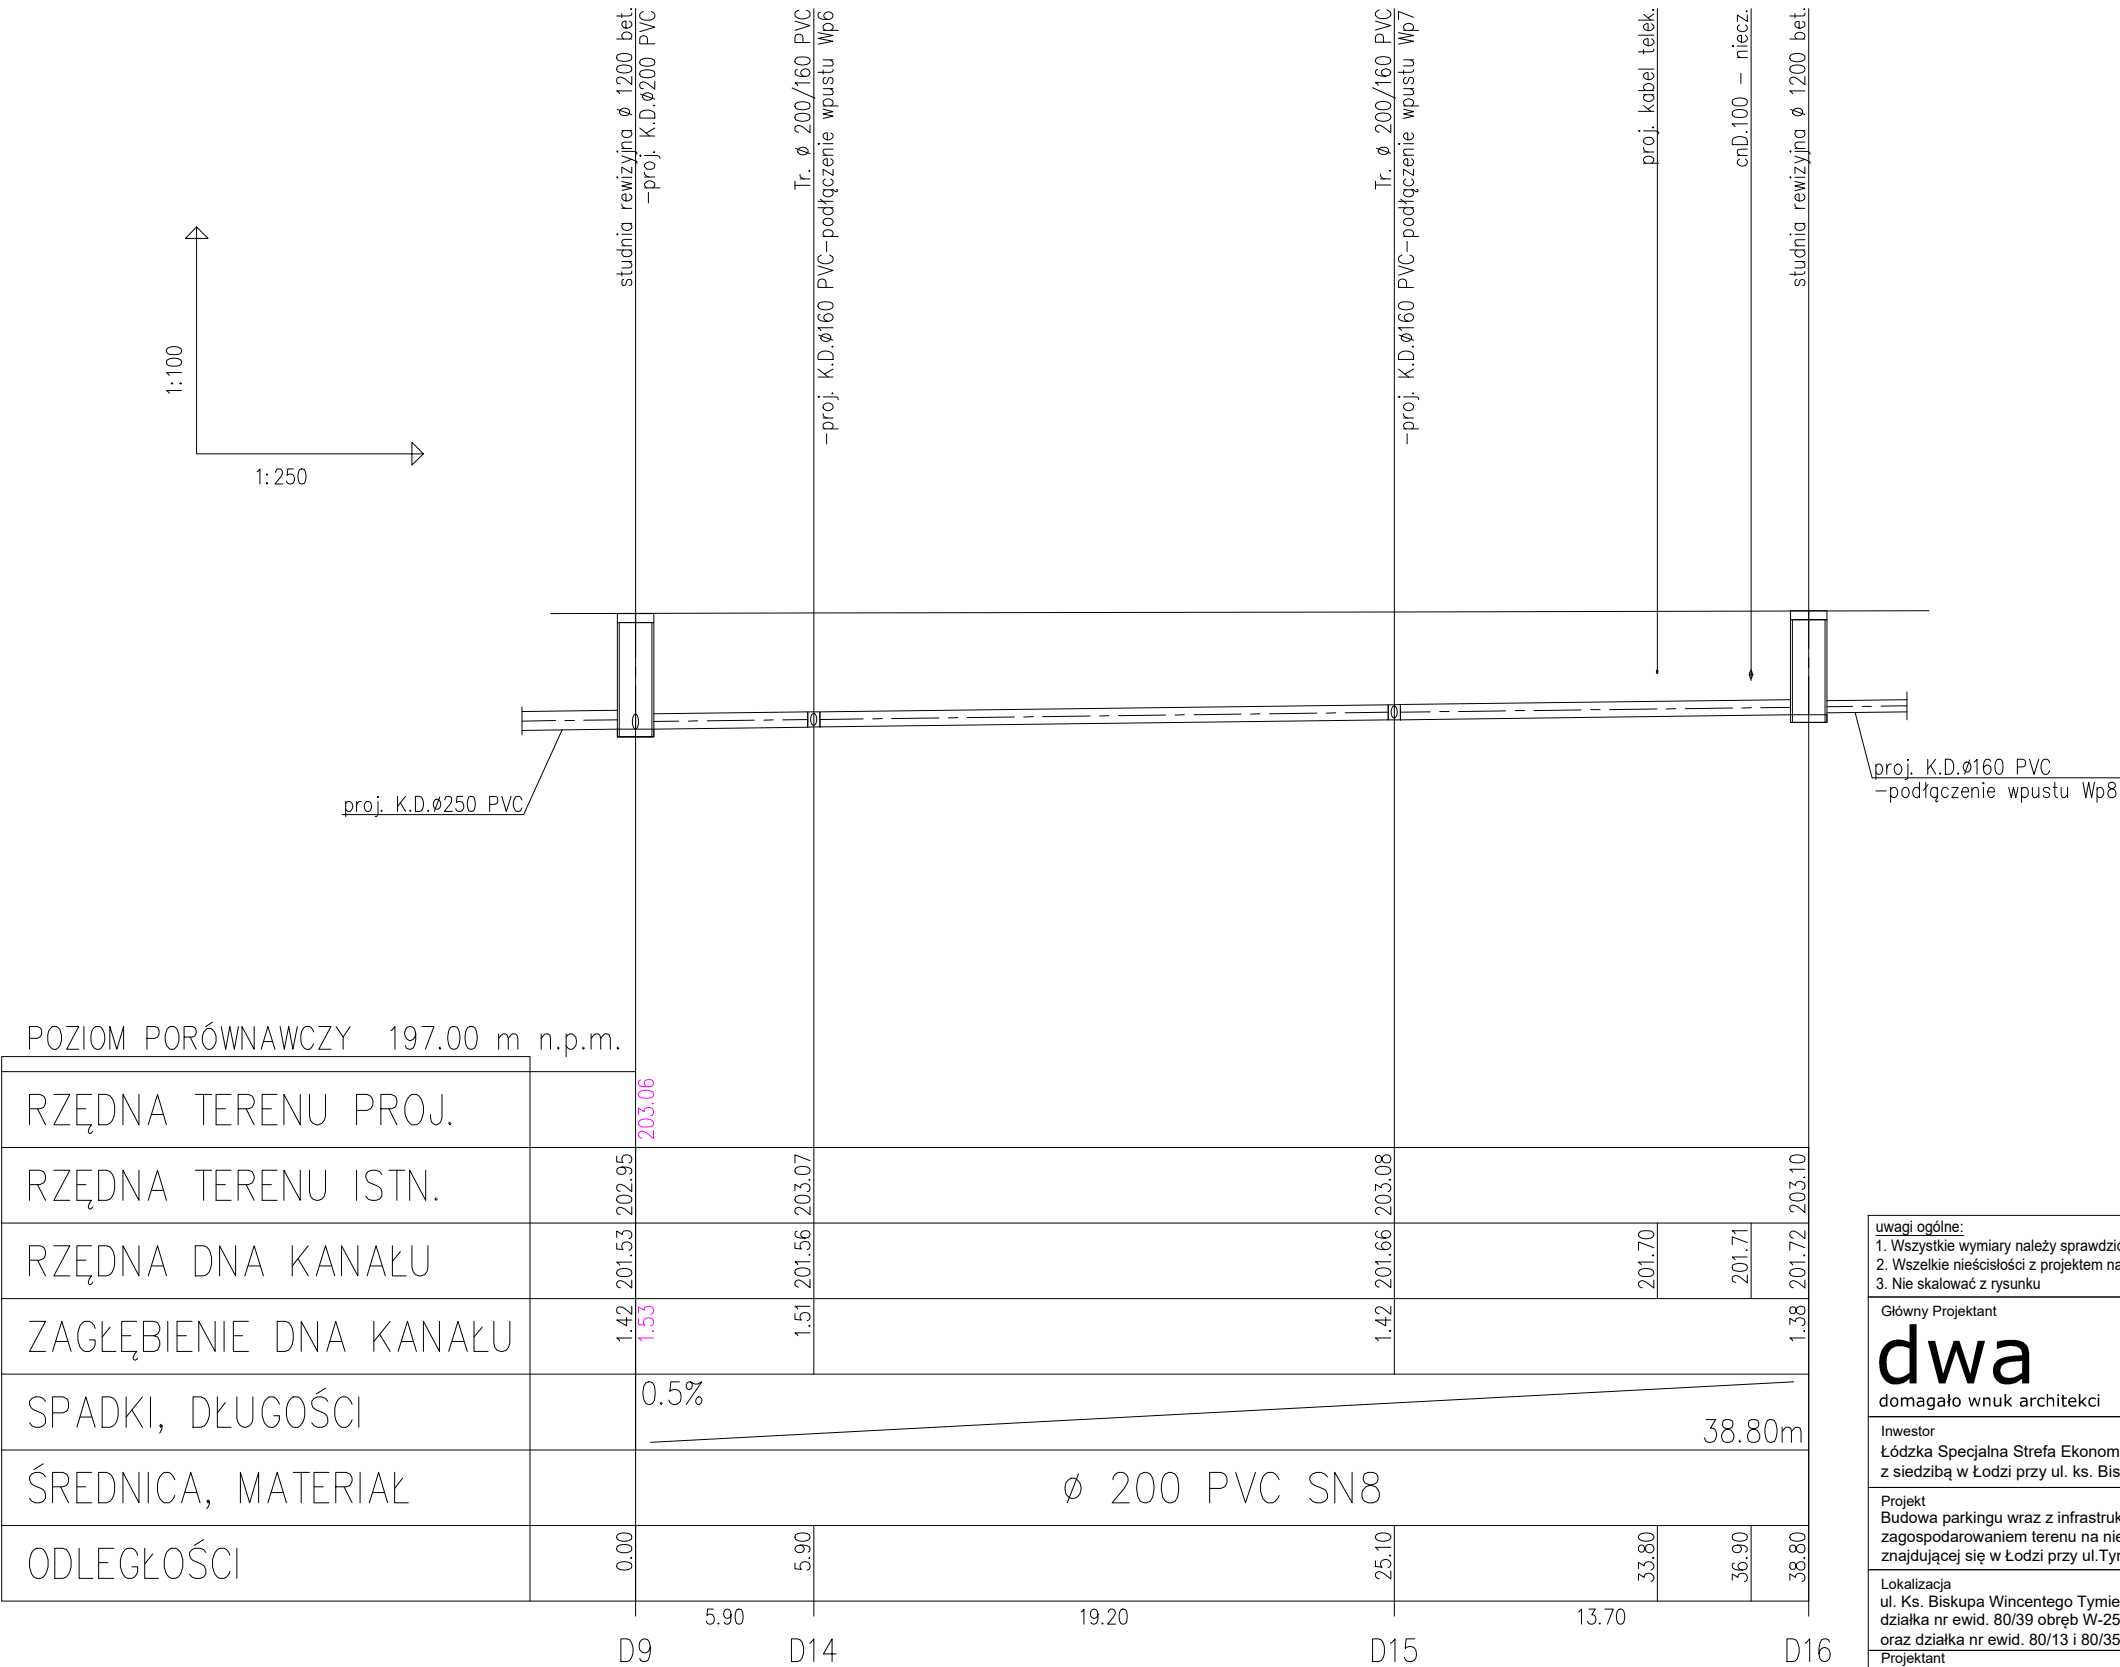 studnia rewizyjna ø 1200 bet.
-proj. K.D.ø200 PVC
Tr. ø 200/160 PVC
-proj. K.D.ø160 PVC-podłączenie wpustu Wp6
Tr. ø 200/160 PVC
-proj. K.D.ø160 PVC-podłączenie wpustu Wp7
proj. kabel telek.
cnD.100 - niecz.
studnia rewizyjna ø 1200 bet.
1:100
1:250
proj. K.D.ø250 PVC
proj. K.D.ø160 PVC
-podłączenie wpustu Wp8
POZIOM PORÓWNAWCZY 197.00 m n.p.m.
RZĘDNA TERENU PROJ. 203.06
RZĘDNA TERENU ISTN. 202.95 203.07 203.08 203.10
RZĘDNA DNA KANAŁU 201.53 201.56 201.66 201.70 201.71 201.72
ZAGŁĘBIENIE DNA KANAŁU 1.42 1.53 1.51 1.42 1.38
SPADKI, DŁUGOŚCI 0.5% 38.80m
ŚREDNICA, MATERIAŁ ø 200 PVC SN8
ODLEGŁOŚCI 0.00 5.90 25.10 33.80 36.90 38.80
5.90 19.20 13.70
D9 D14 D15 D16
uwagi ogólne:
1. Wszystkie wymiary należy sprawdzić
2. Wszelkie nieścisłości z projektem na
3. Nie skalować z rysunku
Główny Projektant
dwa
domagało wnuk architekci
Inwestor
Łódzka Specjalna Strefa Ekonom
z siedzibą w Łodzi przy ul. ks. Bis
Projekt
Budowa parkingu wraz z infrastruk
zagospodarowaniem terenu na nie
znajdującej się w Łodzi przy ul.Tyr
Lokalizacja
ul. Ks. Biskupa Wincentego Tymie
działka nr ewid. 80/39 obręb W-25
oraz działka nr ewid. 80/13 i 80/35
Projektant